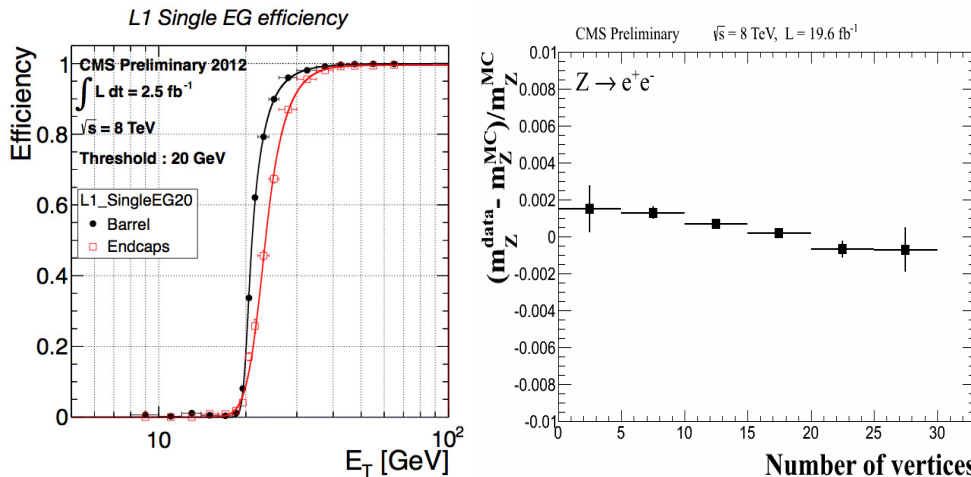 L1 Single EG efficiency
CMS Preliminary 2012
∫ L dt = 2.5 fb⁻¹
√s = 8 TeV
Threshold : 20 GeV
L1_SingleEG20
Barrel
Endcaps
Efficiency
1
0.8
0.6
0.4
0.2
0
10
10²
E_T [GeV]
CMS Preliminary √s = 8 TeV, L = 19.6 fb⁻¹
Z → e⁺e⁻
(m_Z^data - m_Z^MC)/m_Z^MC
0.01
0.008
0.006
0.004
0.002
0
-0.002
-0.004
-0.006
-0.008
-0.01
0 5 10 15 20 25 30
Number of vertices